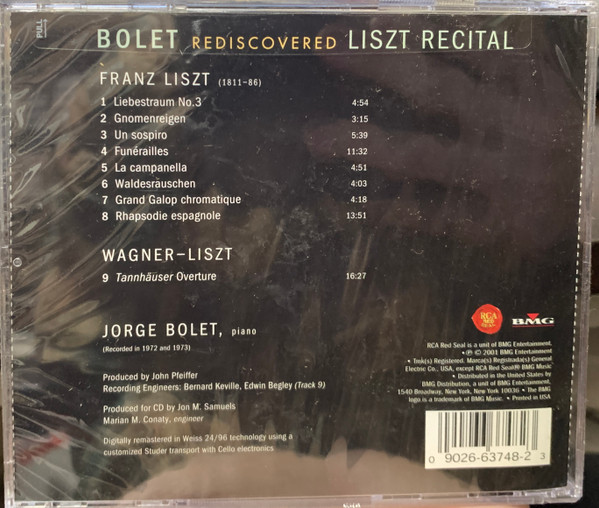 PULL
BOLET REDISCOVERED LISZT RECITAL
FRANZ LISZT (1811–86)
1 Liebestraum No.3 4:54
2 Gnomenreigen 3:15
3 Un sospiro 5:39
4 Funérailles 11:32
5 La campanella 4:51
6 Waldesräuschen 4:03
7 Grand Galop chromatique 4:18
8 Rhapsodie espagnole 13:51
WAGNER–LISZT
9 Tannhäuser Overture 16:27
JORGE BOLET, piano
(Recorded in 1972 and 1973)
Produced by John Pfeiffer
Recording Engineers: Bernard Keville, Edwin Begley (Track 9)
Produced for CD by Jon M. Samuels
Marian M. Conaty, engineer
Digitally remastered in Weiss 24/96 technology using a
customized Studer transport with Cello electronics
RCA
BMG
RCA Red Seal is a unit of BMG Entertainment.
• ℗ © 2001 BMG Entertainment
• Tmk(s) Registered. Marca(s) Registrada(s) General
Electric Co., USA, except RCA Red Seal® BMG Music
• Distributed in the United States.
BMG Distribution, a unit of BMG Entertainment,
1540 Broadway, New York, New York 10036 • The BMG
logo is a trademark of BMG Music. • Printed in USA
0 09026-63748-2 3